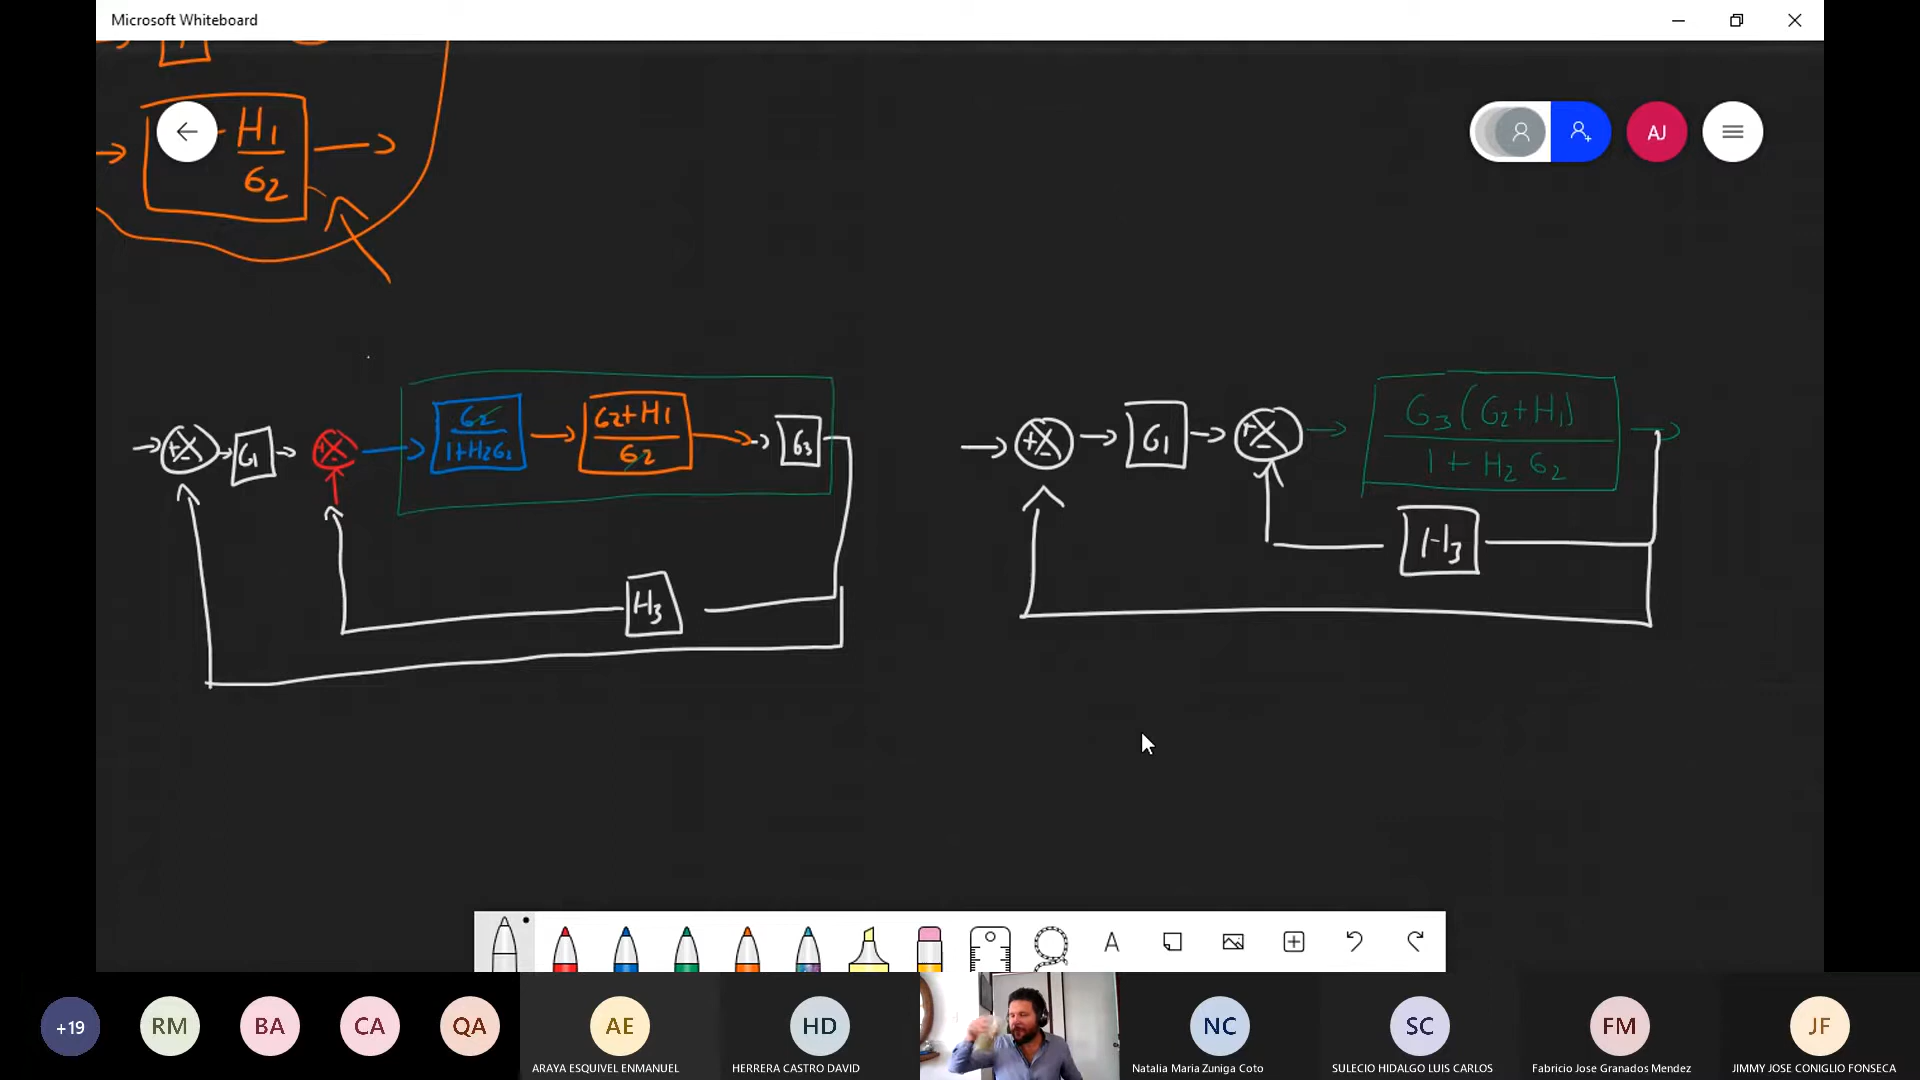 Microsoft Whiteboard
H1
G2
AJ
+ -
G1
+ -
G2
1+H2G2
G2+H1
G2
G3
H3
+ -
G1
+ -
G3(G2+H1)
1+H2 G2
H3
A
+19
RM
BA
CA
QA
AE
HD
NC
SC
FM
JF
ARAYA ESQUIVEL ENMANUEL
HERRERA CASTRO DAVID
Natalia Maria Zuniga Coto
SULECIO HIDALGO LUIS CARLOS
Fabricio Jose Granados Mendez
JIMMY JOSE CONIGLIO FONSECA